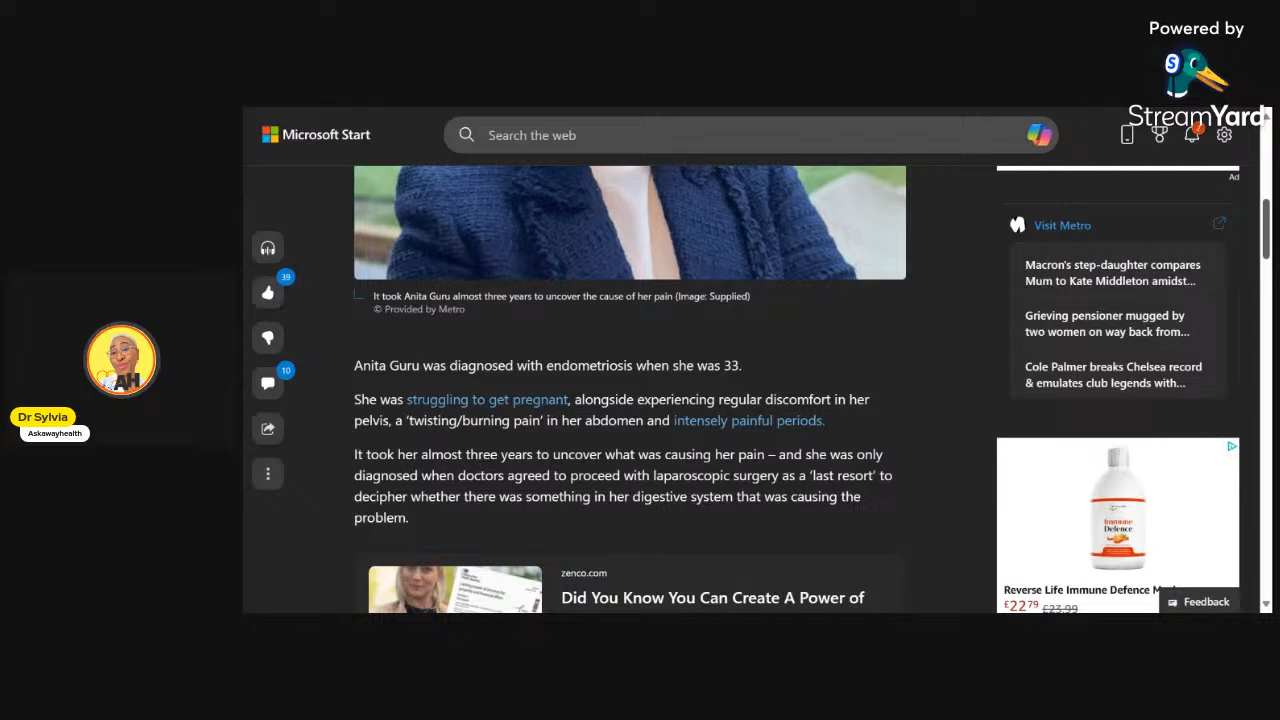 Powered by
StreamYard
Microsoft Start
Search the web
2
Ad
39
10
It took Anita Guru almost three years to uncover the cause of her pain (Image: Supplied)
© Provided by Metro
Anita Guru was diagnosed with endometriosis when she was 33.
She was struggling to get pregnant, alongside experiencing regular discomfort in her
pelvis, a ‘twisting/burning pain’ in her abdomen and intensely painful periods.
It took her almost three years to uncover what was causing her pain – and she was only
diagnosed when doctors agreed to proceed with laparoscopic surgery as a ‘last resort’ to
decipher whether there was something in her digestive system that was causing the
problem.
zenco.com
Did You Know You Can Create A Power of
Visit Metro
Macron's step-daughter compares
Mum to Kate Middleton amidst...
Grieving pensioner mugged by
two women on way back from...
Cole Palmer breaks Chelsea record
& emulates club legends with...
Immune
Defence
Reverse Life Immune Defence
£22.79 £23.99
Feedback
AH
Dr Sylvia
Askawayhealth